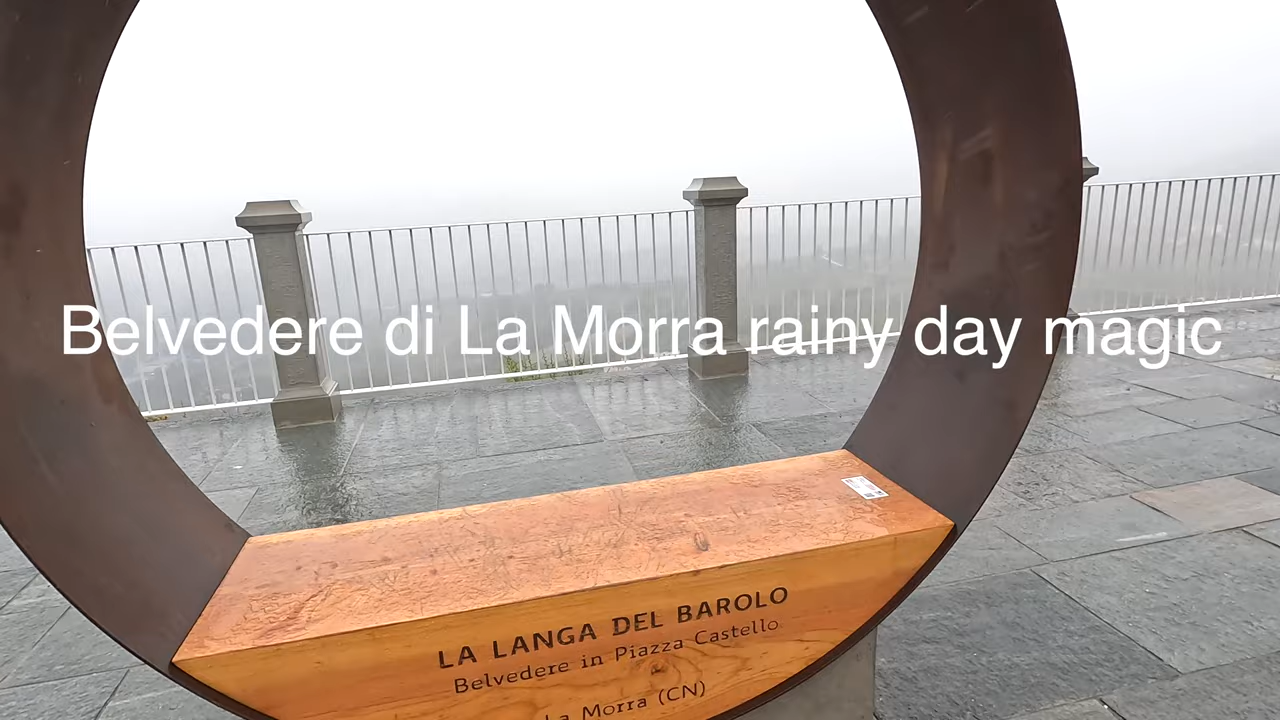 Belvedere di La Morra rainy day magic
LA LANGA DEL BAROLO
Belvedere in Piazza Castello
La Morra (CN)